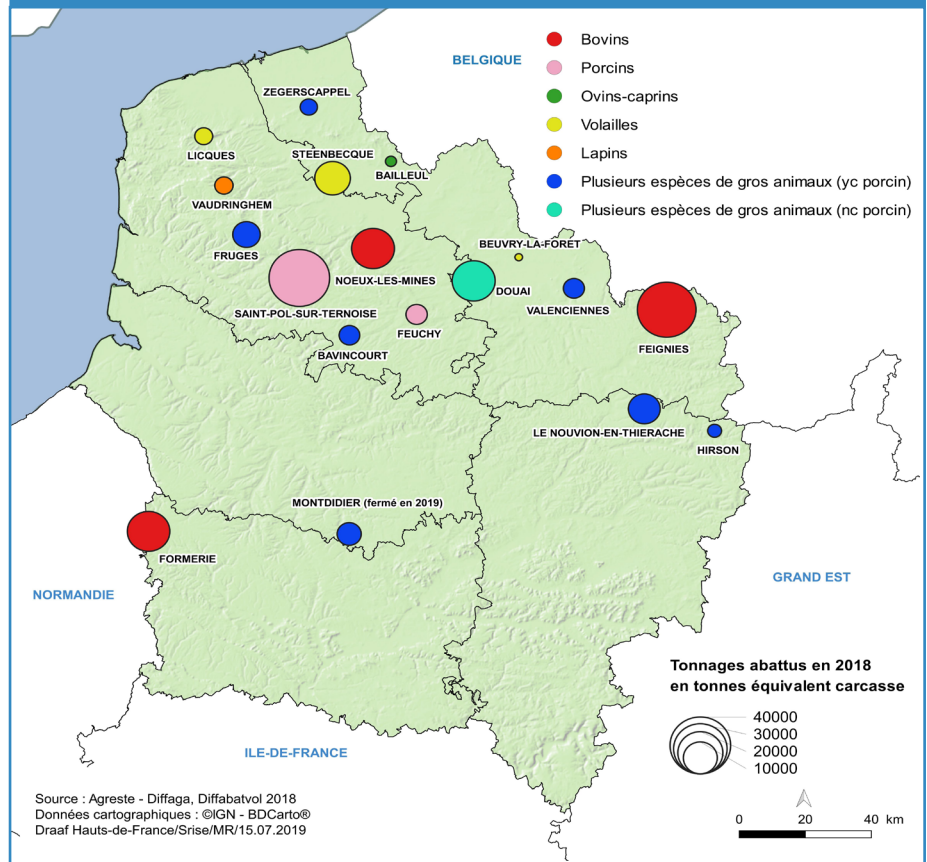 BELGIQUE
Bovins
Porcins
Ovins-caprins
Volailles
Lapins
Plusieurs espèces de gros animaux (yc porcin)
Plusieurs espèces de gros animaux (nc porcin)
ZEGERSCAPPEL
LICQUES
STEENBECQUE
BAILLEUL
VAUDRINGHEM
FRUGES
NOEUX-LES-MINES
BEUVRY-LA-FORET
DOUAI
VALENCIENNES
SAINT-POL-SUR-TERNOISE
FEUCHY
BAVINCOURT
FEIGNIES
LE NOUVION-EN-THIERACHE
HIRSON
MONTDIDIER (fermé en 2019)
FORMERIE
NORMANDIE
GRAND EST
ILE-DE-FRANCE
Tonnages abattus en 2018
en tonnes équivalent carcasse
40000
30000
20000
10000
Source : Agreste - Diffaga, Diffabatvol 2018
Données cartographiques : ©IGN - BDCarto®
Draaf Hauts-de-France/Srise/MR/15.07.2019
0 20 40 km